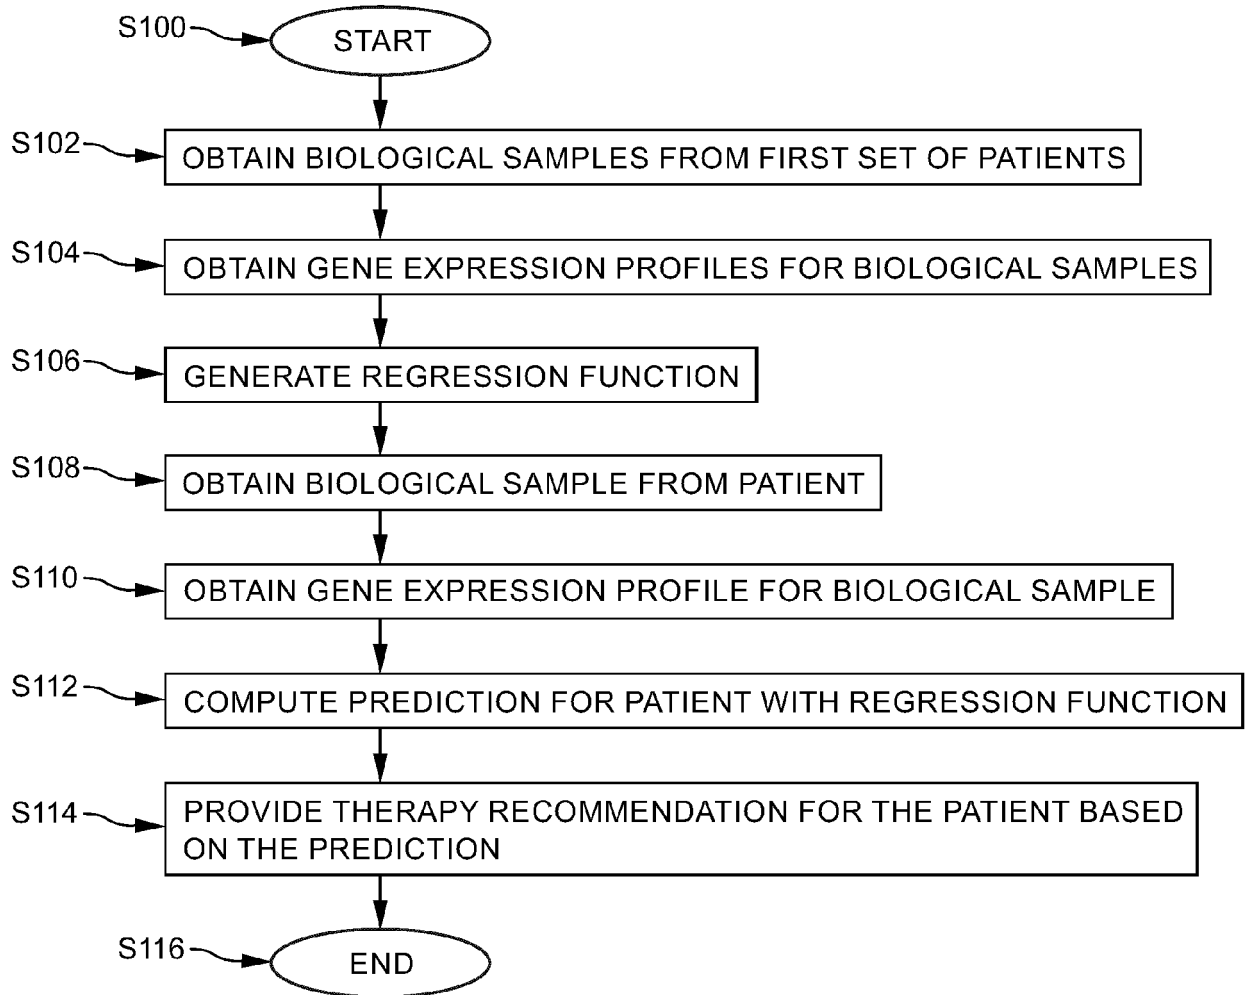 S100
START
S102
OBTAIN BIOLOGICAL SAMPLES FROM FIRST SET OF PATIENTS
S104
OBTAIN GENE EXPRESSION PROFILES FOR BIOLOGICAL SAMPLES
S106
GENERATE REGRESSION FUNCTION
S108
OBTAIN BIOLOGICAL SAMPLE FROM PATIENT
S110
OBTAIN GENE EXPRESSION PROFILE FOR BIOLOGICAL SAMPLE
S112
COMPUTE PREDICTION FOR PATIENT WITH REGRESSION FUNCTION
S114
PROVIDE THERAPY RECOMMENDATION FOR THE PATIENT BASED
ON THE PREDICTION
S116
END